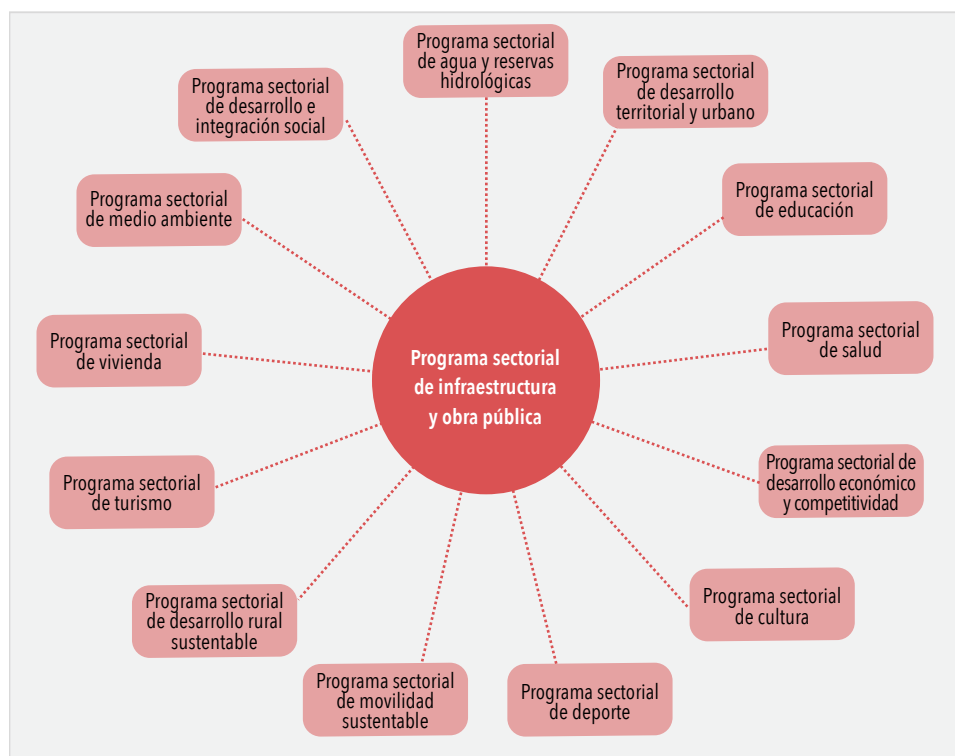 Programa sectorial
de agua y reservas
hidrológicas
Programa sectorial
de desarrollo
territorial y urbano
Programa sectorial
de educación
Programa sectorial
de salud
Programa sectorial de
desarrollo económico
y competitividad
Programa sectorial
de cultura
Programa sectorial
de deporte
Programa sectorial
de movilidad
sustentable
Programa sectorial
de desarrollo rural
sustentable
Programa sectorial
de turismo
Programa sectorial
de vivienda
Programa sectorial
de medio ambiente
Programa sectorial
de desarrollo e
integración social
Programa sectorial
de infraestructura
y obra pública